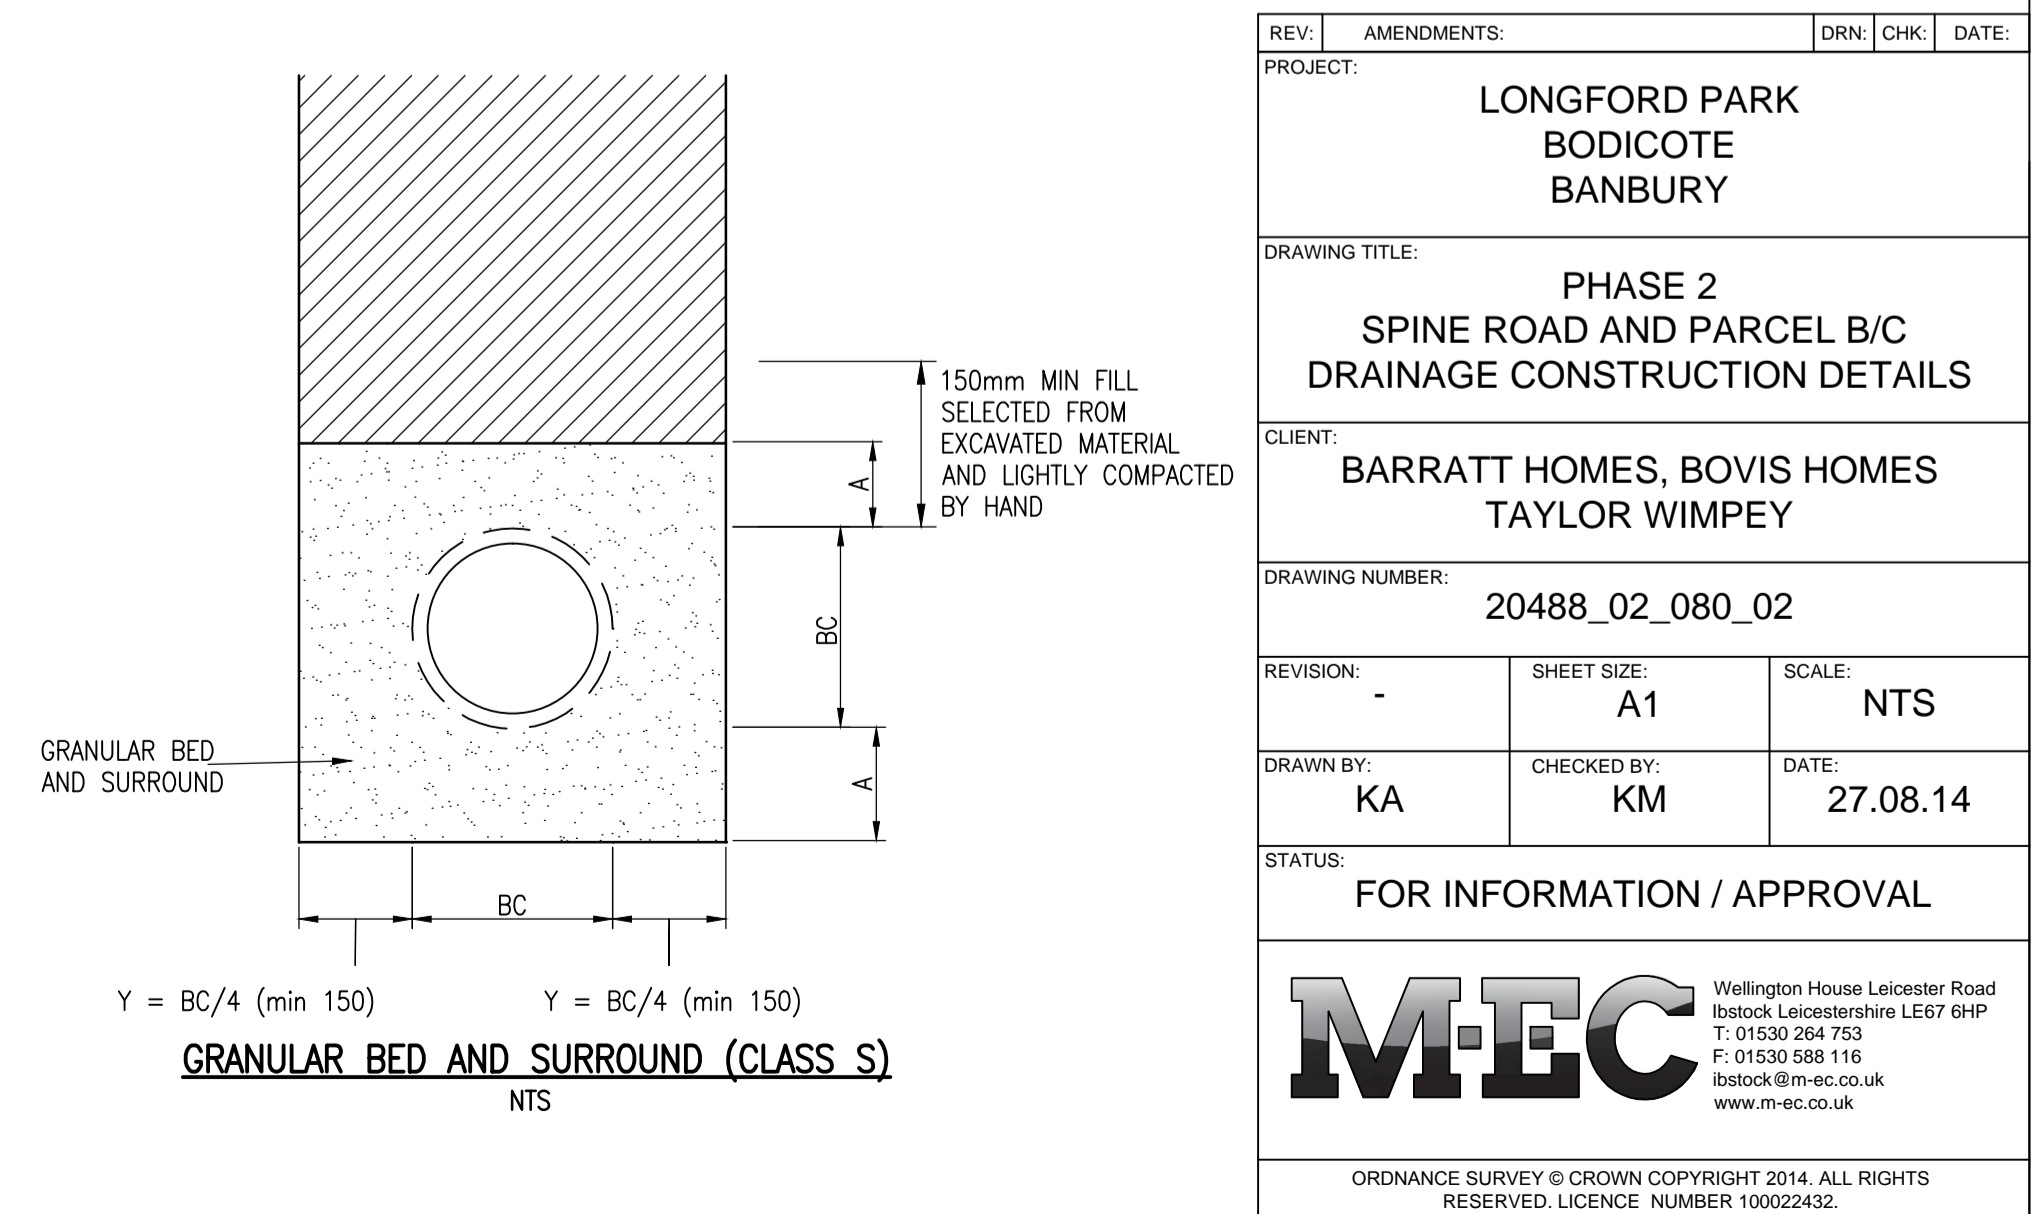 150mm MIN FILL
SELECTED FROM
EXCAVATED MATERIAL
AND LIGHTLY COMPACTED
BY HAND
A
BC
A
GRANULAR BED
AND SURROUND
BC
Y = BC/4 (min 150)
Y = BC/4 (min 150)
GRANULAR BED AND SURROUND (CLASS S)
NTS
REV: AMENDMENTS: DRN: CHK: DATE:
PROJECT:
LONGFORD PARK
BODICOTE
BANBURY
DRAWING TITLE:
PHASE 2
SPINE ROAD AND PARCEL B/C
DRAINAGE CONSTRUCTION DETAILS
CLIENT:
BARRATT HOMES, BOVIS HOMES
TAYLOR WIMPEY
DRAWING NUMBER:
20488_02_080_02
REVISION:
-
SHEET SIZE:
A1
SCALE:
NTS
DRAWN BY:
KA
CHECKED BY:
KM
DATE:
27.08.14
STATUS:
FOR INFORMATION / APPROVAL
M-EC
Wellington House Leicester Road
Ibstock Leicestershire LE67 6HP
T: 01530 264 753
F: 01530 588 116
ibstock@m-ec.co.uk
www.m-ec.co.uk
ORDNANCE SURVEY © CROWN COPYRIGHT 2014. ALL RIGHTS
RESERVED. LICENCE NUMBER 100022432.